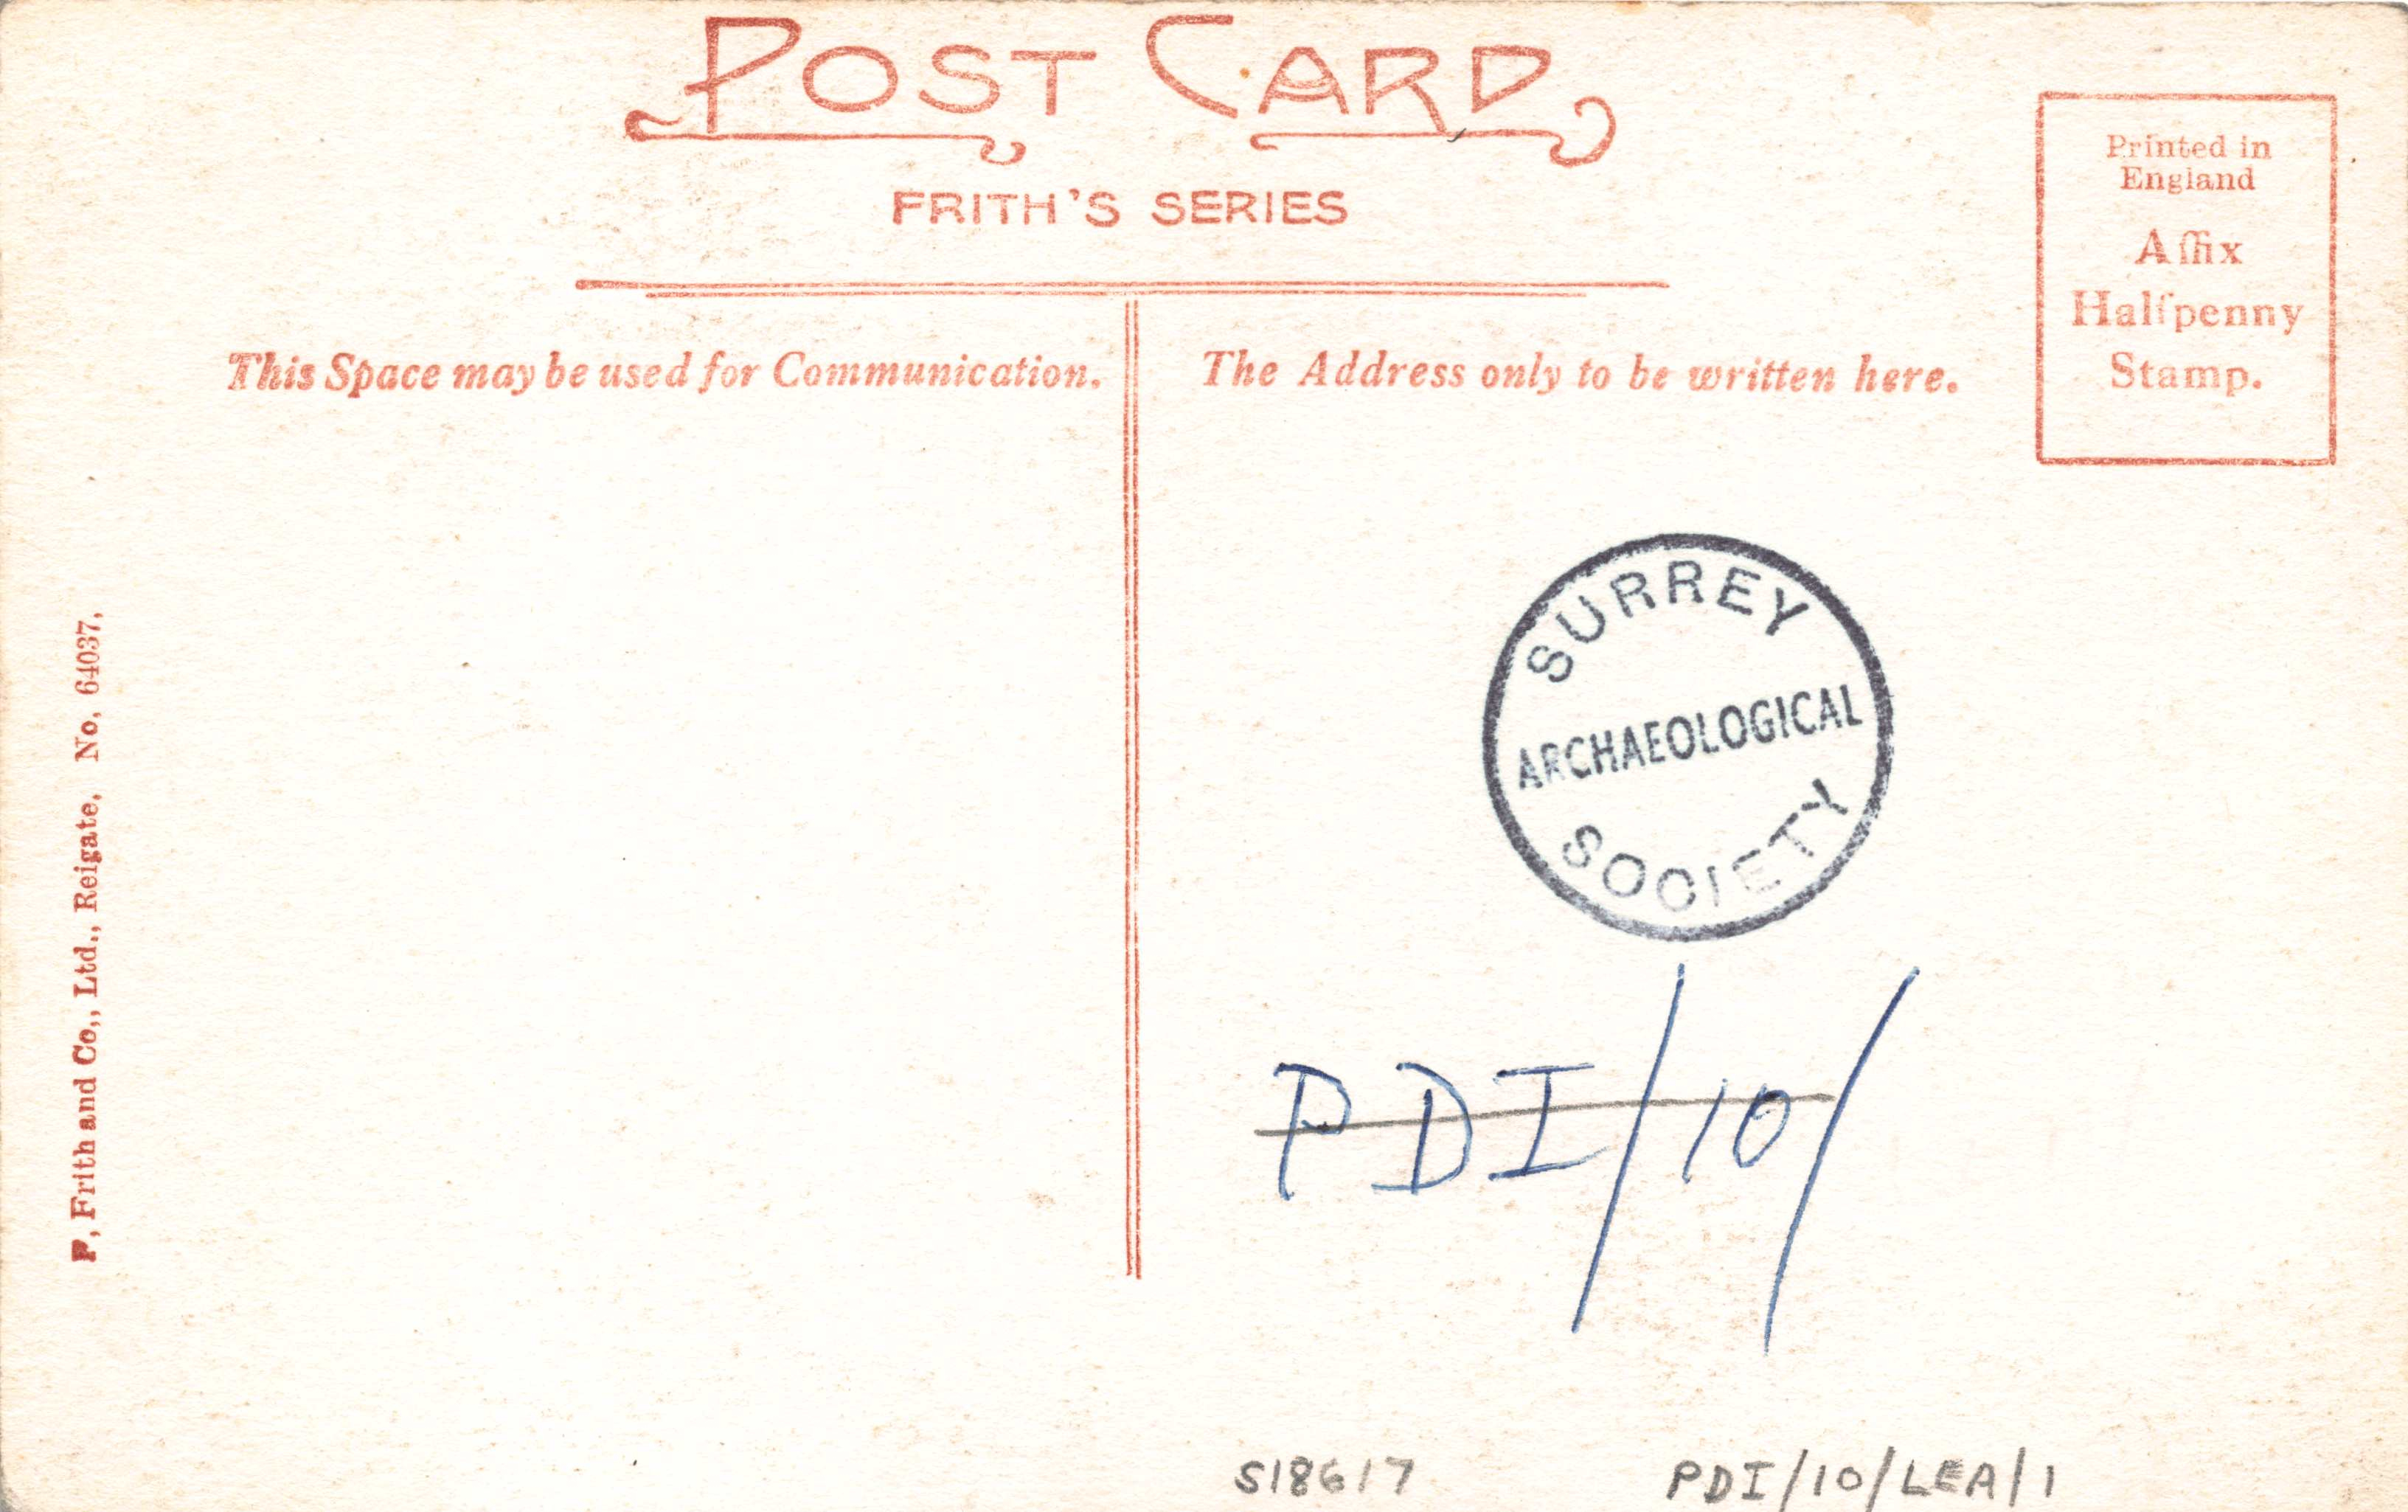 POST CARD
FRITH'S SERIES
Printed in
England
Affix
Halfpenny
Stamp.
This Space may be used for Communication.
The Address only to be written here.
F, Frith and Co,, Ltd., Reigate, No, 64037,
SURREY
ARCHAEOLOGICAL
SOCIETY
PDI/10/
S18617
PDI/10/LEA/1